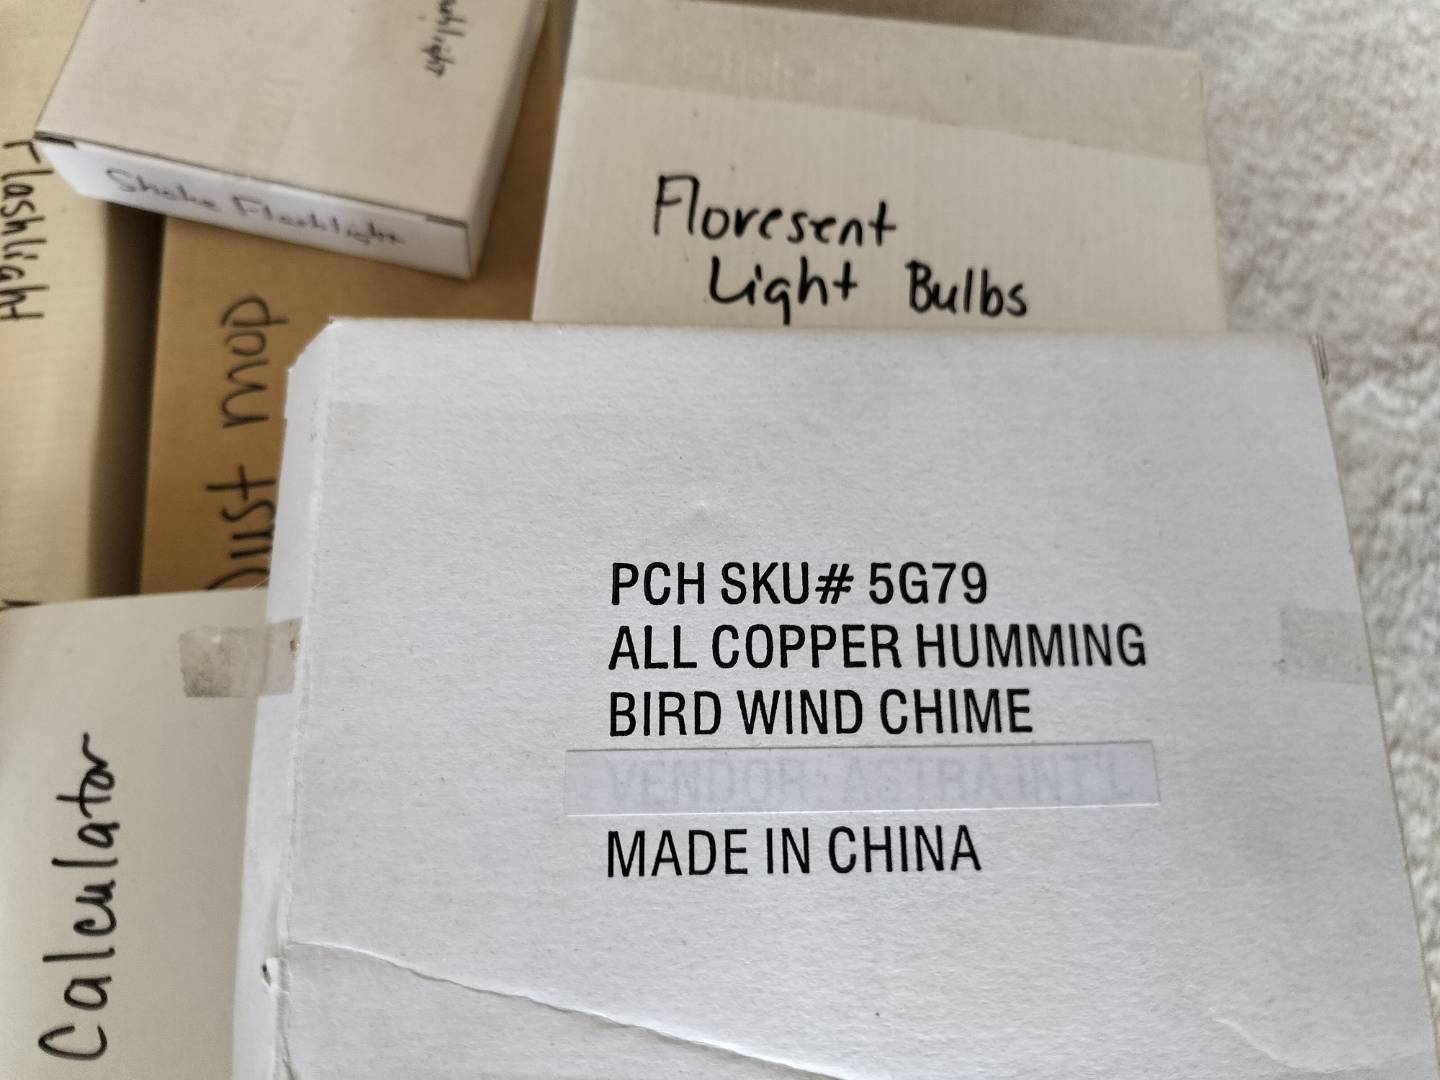 Flashlight
Shake Flashlight
Dust mop
Floresent
Light Bulbs
PCH SKU# 5G79
ALL COPPER HUMMING
BIRD WIND CHIME
VENDOR: ASTRA INT'L
MADE IN CHINA
Calculator